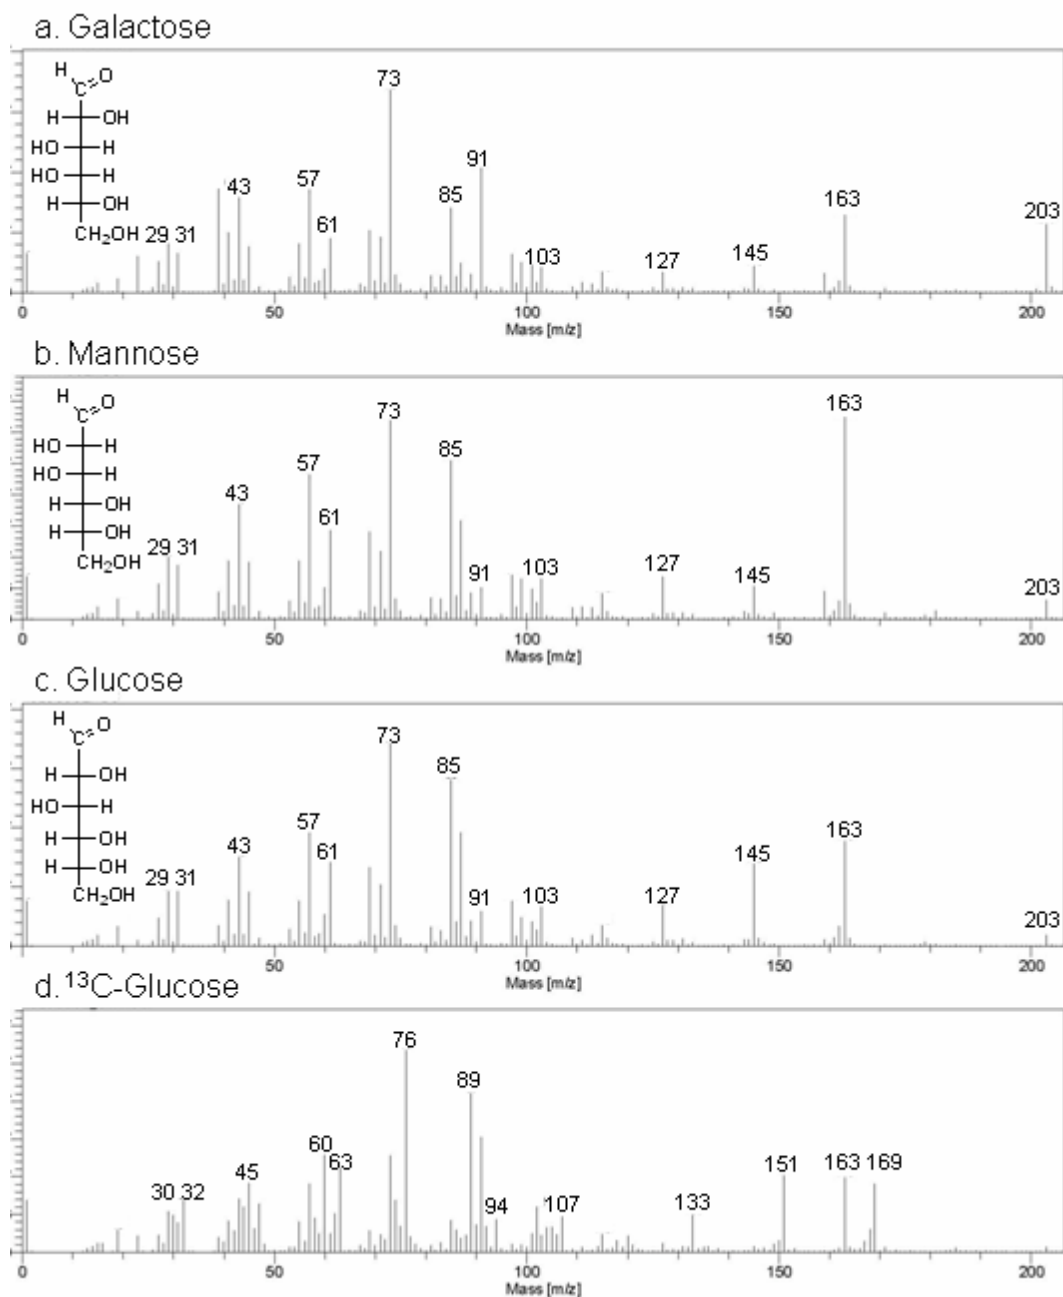 a. Galactose
H
C=O
H OH
HO H
HO H
H OH
CH₂OH
29 31 43 57 61 73 85 91 103 127 145 163 203
0 50 100 150 200
Mass [m/z]
b. Mannose
H
C=O
HO H
HO H
H OH
H OH
CH₂OH
29 31 43 57 61 73 85 91 103 127 145 163 203
0 50 100 150 200
Mass [m/z]
c. Glucose
H
C=O
H OH
HO H
H OH
H OH
CH₂OH
29 31 43 57 61 73 85 91 103 127 145 163 203
0 50 100 150 200
Mass [m/z]
d. ¹³C-Glucose
30 32 45 60 63 76 89 94 107 133 151 163 169
0 50 100 150 200
Mass [m/z]